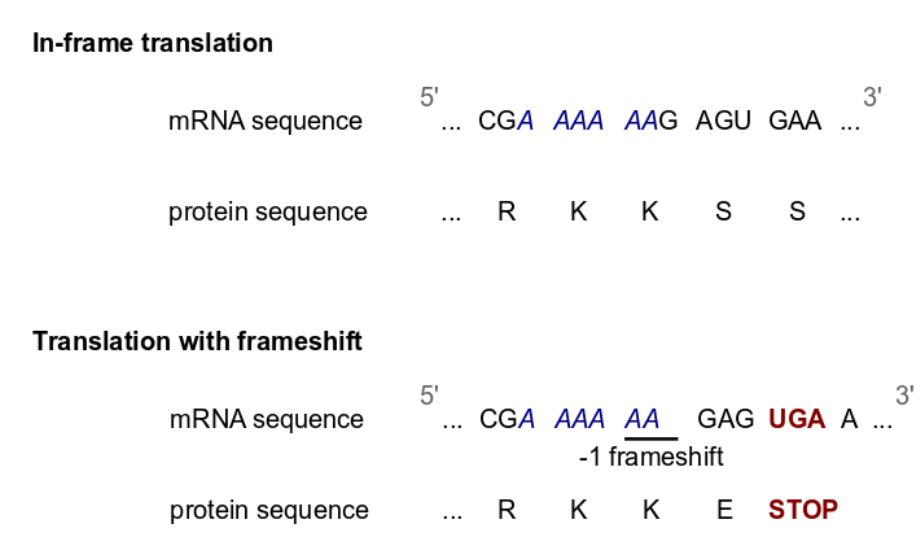 In-frame translation
5' 3'
mRNA sequence ... CGA AAA AAG AGU GAA ...
protein sequence ... R K K S S ...
Translation with frameshift
5' 3'
mRNA sequence ... CGA AAA AA GAG UGA A ...
-1 frameshift
protein sequence ... R K K E STOP